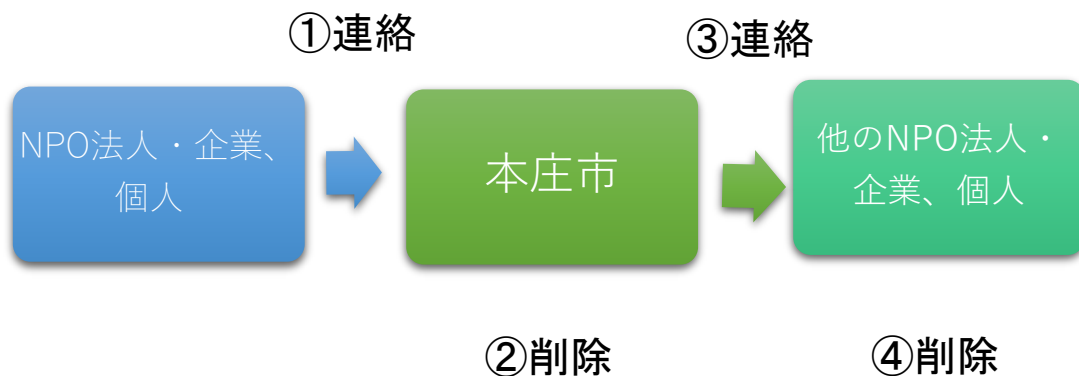 ①連絡
③連絡
NPO法人・企業、
個人
本庄市
他のNPO法人・
企業、個人
②削除
④削除